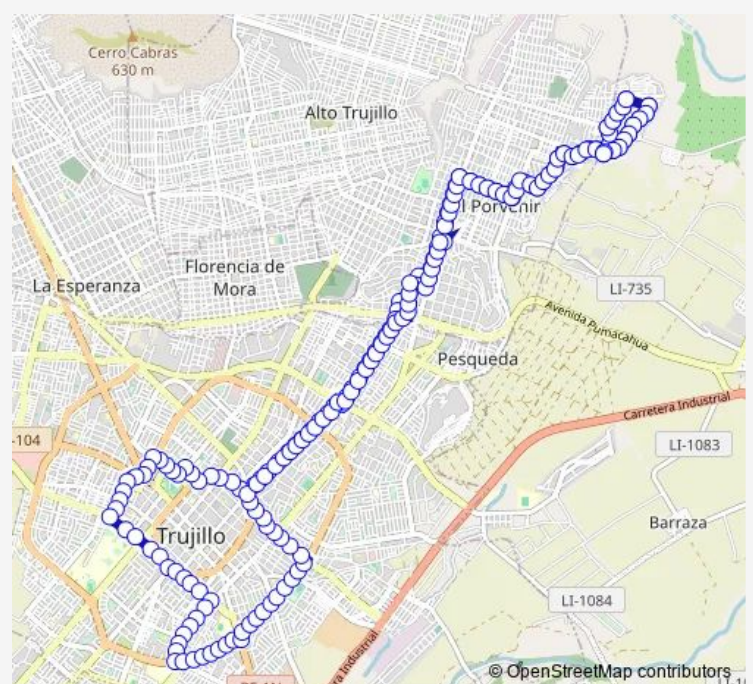 Cerro Cabras
630 m
Alto Trujillo
l Porvenir
Florencia de
Mora
La Esperanza
LI-735
Avenida Pumacahua
Pesqueda
Carretera Industrial
-104
LI-1083
Trujillo
Barraza
LI-1084
Industrial
© OpenStreetMap contributors